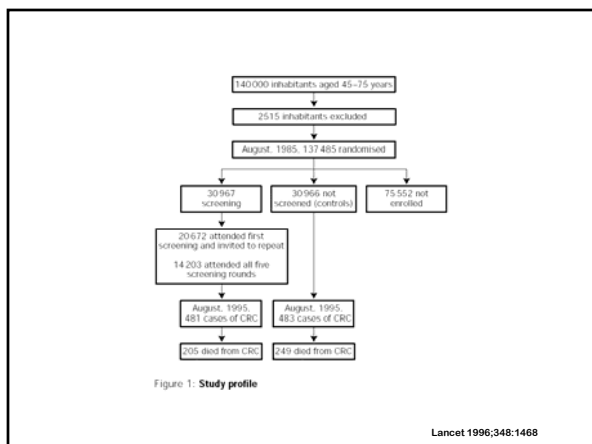 140 000 inhabitants aged 45–75 years
2515 inhabitants excluded
August, 1985, 137 485 randomised
30 967
screening
30 966 not
screened (controls)
75 552 not
enrolled
20 672 attended first
screening and invited to repeat
14 203 attended all five
screening rounds
August, 1995,
481 cases of CRC
August, 1995,
483 cases of CRC
205 died from CRC
249 died from CRC
Figure 1: Study profile
Lancet 1996;348:1468